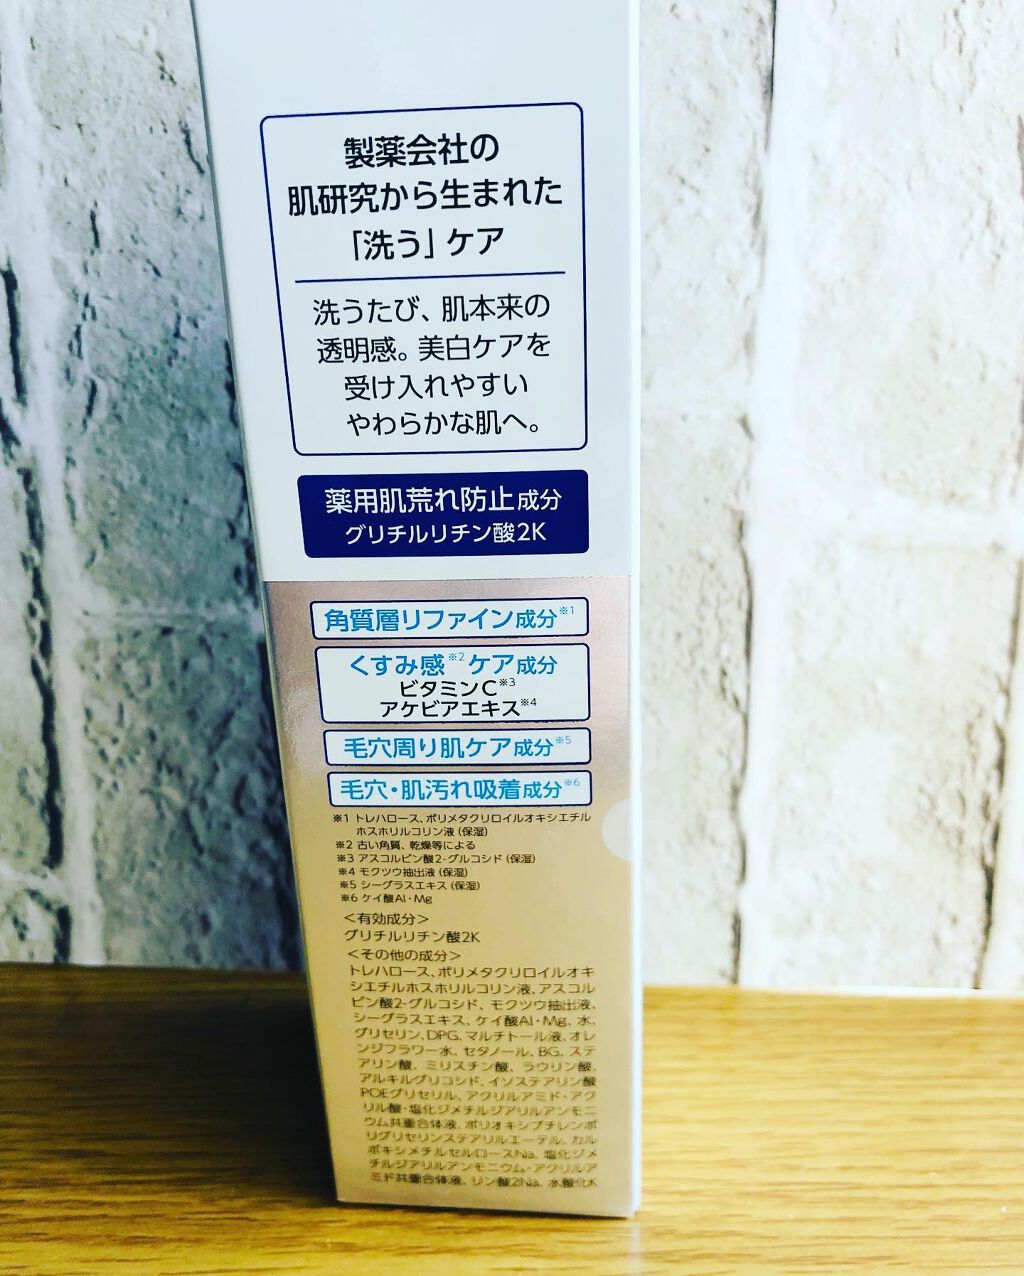 製薬会社の
肌研究から生まれた
「洗う」ケア
洗うたび、肌本来の
透明感。美白ケアを
受け入れやすい
やわらかな肌へ。
薬用肌荒れ防止成分
グリチルリチン酸2K
角質層リファイン成分※1
くすみ感※2ケア成分
ビタミンC※3
アケビアエキス※4
毛穴周り肌ケア成分※5
毛穴・肌汚れ吸着成分※6
※1 トレハロース、ポリメタクリロイルオキシエチル
ホスホリルコリン液(保湿)
※2 古い角質、乾燥等による
※3 アスコルビン酸2-グルコシド(保湿)
※4 モクツウ抽出液(保湿)
※5 シーグラスエキス(保湿)
※6 ケイ酸Al・Mg
<有効成分>
グリチルリチン酸2K
<その他の成分>
トレハロース、ポリメタクリロイルオキ
シエチルホスホリルコリン液、アスコル
ビン酸2-グルコシド、モクツウ抽出液、
シーグラスエキス、ケイ酸Al・Mg、水、
グリセリン、DPG、マルチトール液、オレ
ンジフラワー水、セタノール、BG、ステ
アリン酸、ミリスチン酸、ラウリン酸、
アルキルグリコシド、イソステアリン酸
POEグリセリル、アクリルアミド・アク
リル酸・塩化ジメチルジアリルアンモニ
ウム共重合体液、ポリオキシブチレンポ
リグリセリンステアリルエーテル、カル
ボキシメチルセルロースNa、塩化ジメ
チルジアリルアンモニウム・アクリルア
ミド共重合体液、リン酸2Na、水酸化K